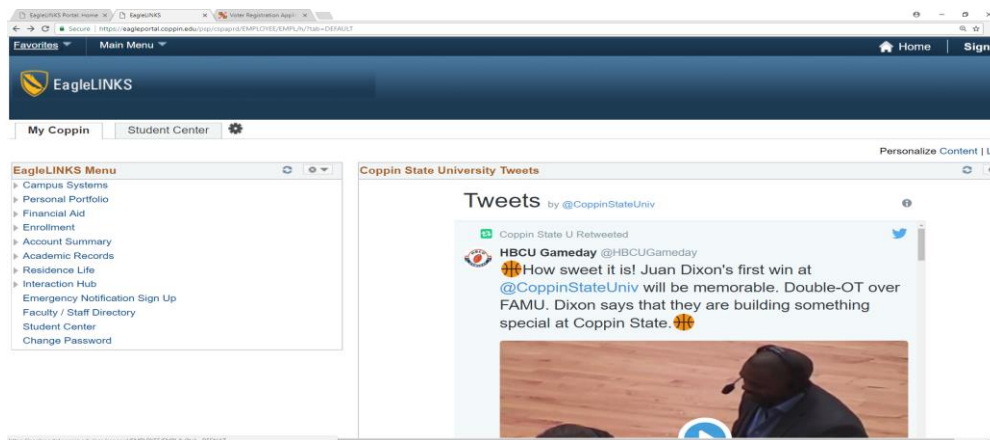 EagleLINKS Portal Home
EagleLINKS
Voter Registration Appli
Secure | https://eagleportal.coppin.edu/psp/cspaprd/EMPLOYEE/EMPL/h/?tab=DEFAULT
Favorites Main Menu Home Sign
EagleLINKS
My Coppin Student Center
Personalize Content | L
EagleLINKS Menu
Campus Systems
Personal Portfolio
Financial Aid
Enrollment
Account Summary
Academic Records
Residence Life
Interaction Hub
Emergency Notification Sign Up
Faculty / Staff Directory
Student Center
Change Password
Coppin State University Tweets
Tweets by @CoppinStateUniv
Coppin State U Retweeted
HBCU Gameday @HBCUGameday
How sweet it is! Juan Dixon's first win at
@CoppinStateUniv will be memorable. Double-OT over
FAMU. Dixon says that they are building something
special at Coppin State.